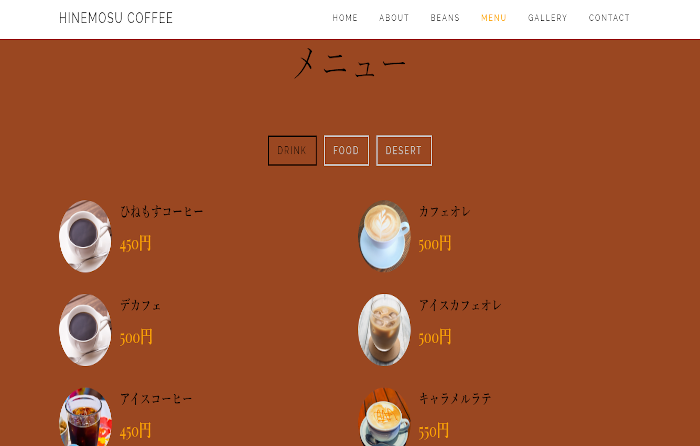 HINEMOSU COFFEE
HOME ABOUT BEANS MENU GALLERY CONTACT
メニュー
DRINK FOOD DESERT
ひねもすコーヒー
450円
カフェオレ
500円
デカフェ
500円
アイスカフェオレ
500円
アイスコーヒー
450円
キャラメルラテ
550円